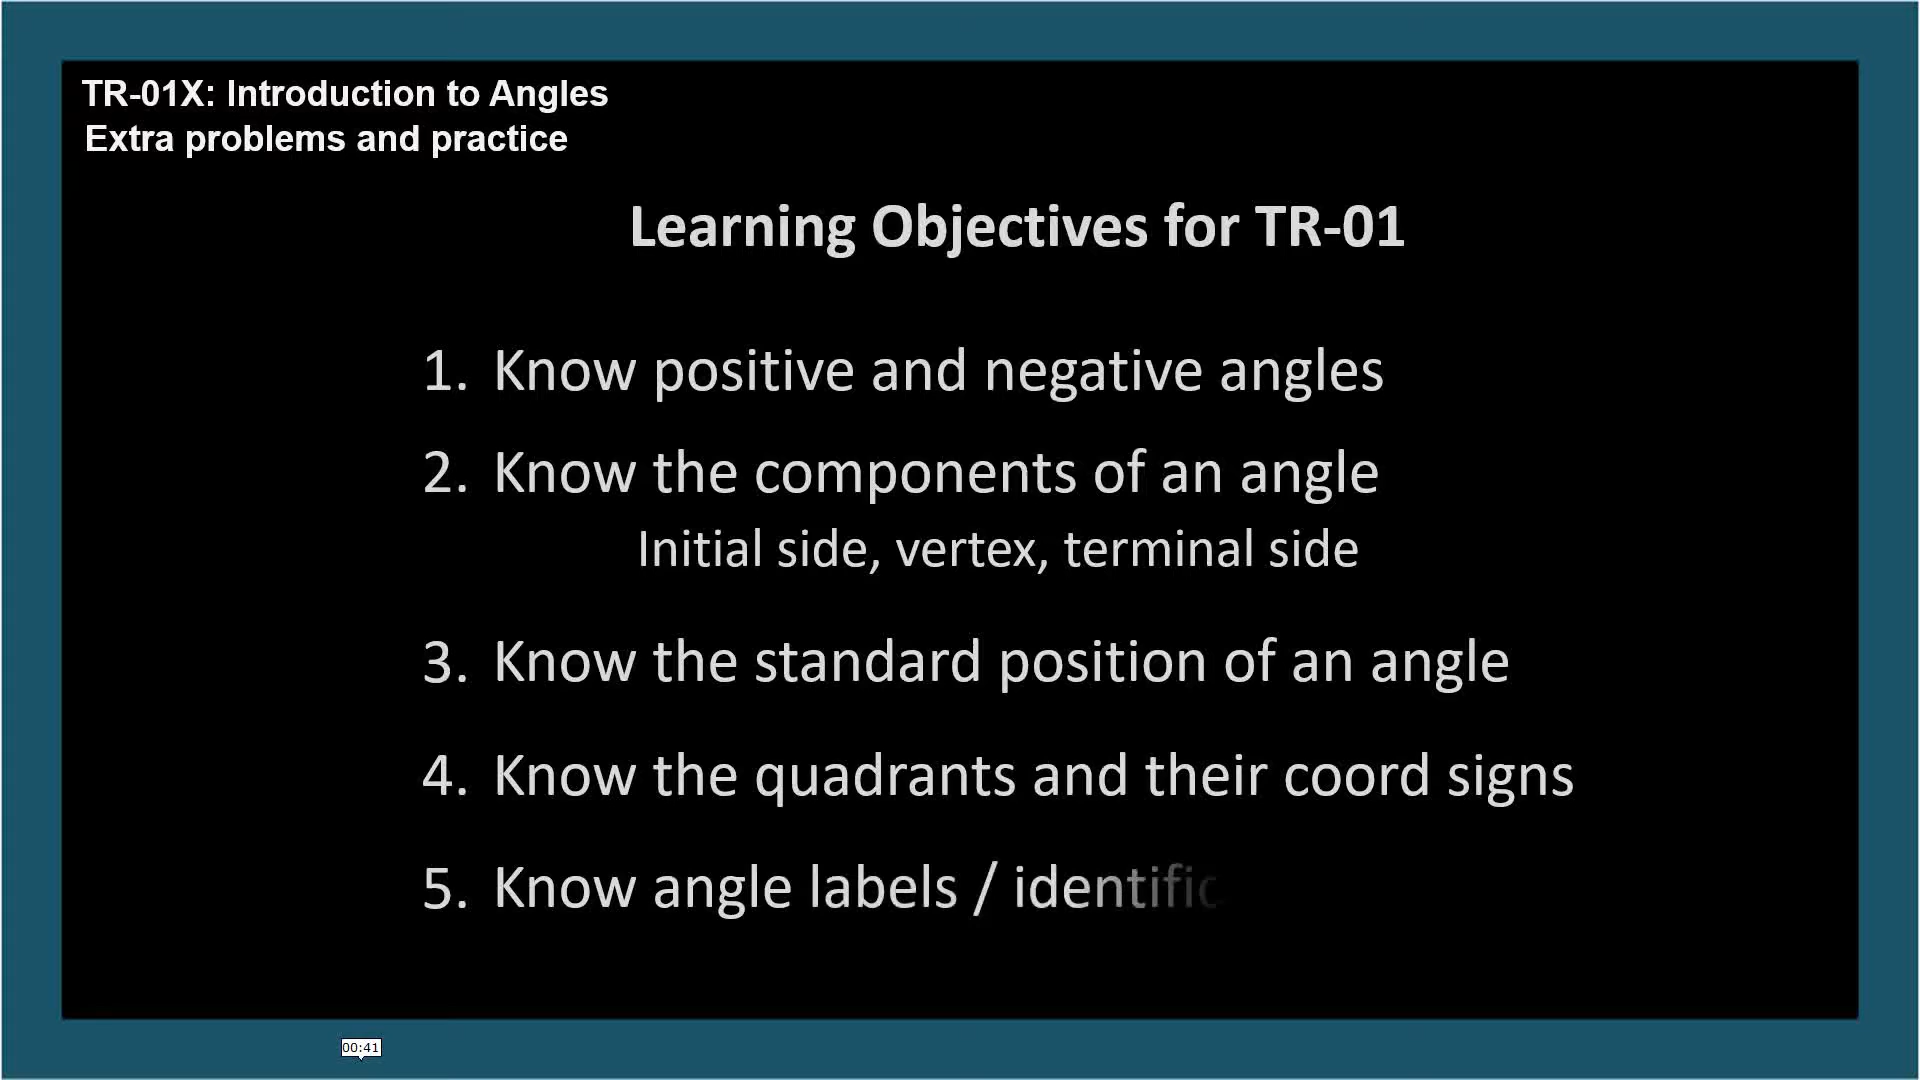 TR-01X: Introduction to Angles
Extra problems and practice
Learning Objectives for TR-01
1. Know positive and negative angles
2. Know the components of an angle
Initial side, vertex, terminal side
3. Know the standard position of an angle
4. Know the quadrants and their coord signs
5. Know angle labels / identific
00:41